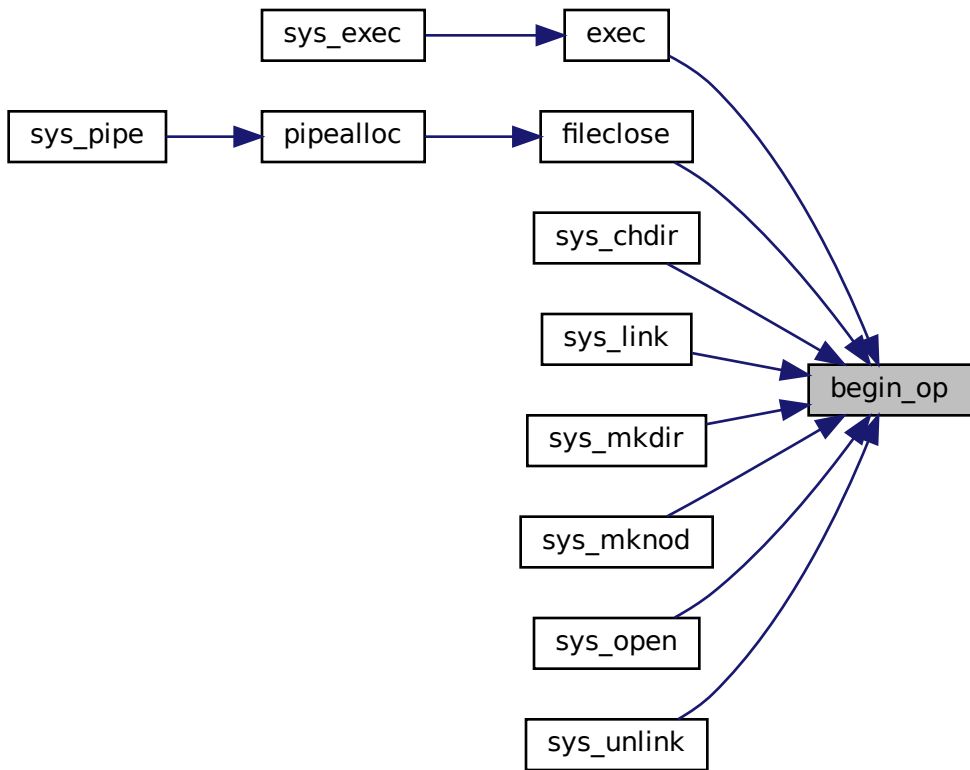 sys_exec
exec
sys_pipe
pipealloc
fileclose
sys_chdir
sys_link
begin_op
sys_mkdir
sys_mknod
sys_open
sys_unlink